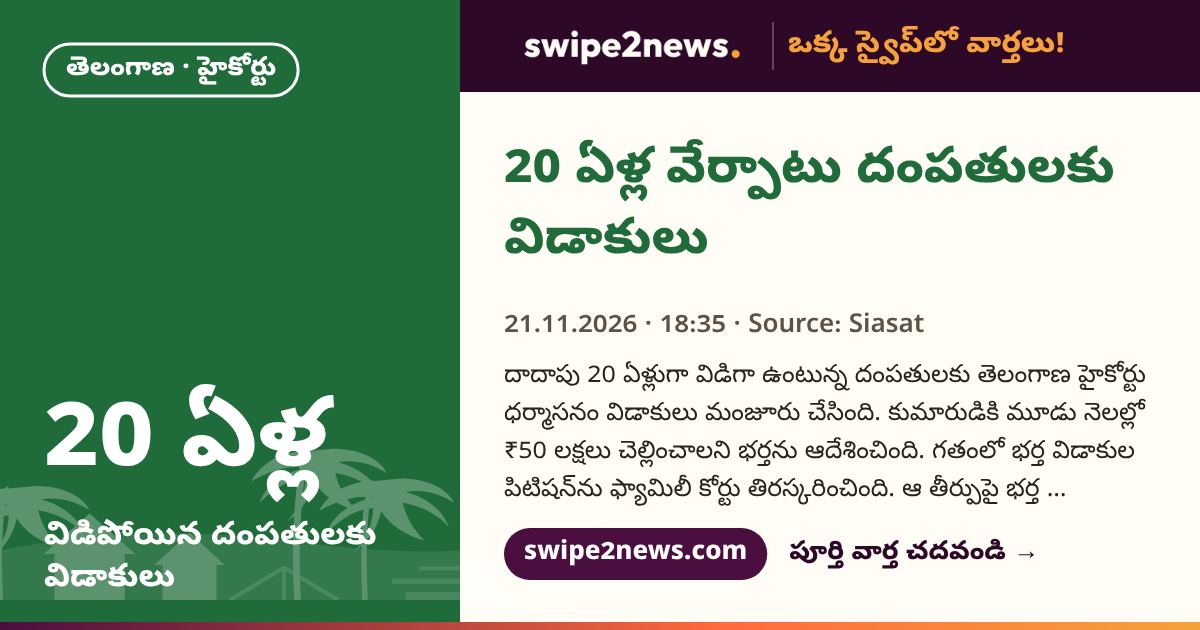 తెలంగాణ · హైకోర్టు
20 ఏళ్ల
విడిపోయిన దంపతులకు
విడాకులు
swipe2news.
ఒక్క స్వైప్‌లో వార్తలు!
20 ఏళ్ల వేర్పాటు దంపతులకు
విడాకులు
21.11.2026 · 18:35 · Source: Siasat
దాదాపు 20 ఏళ్లుగా విడిగా ఉంటున్న దంపతులకు తెలంగాణ హైకోర్టు
ధర్మాసనం విడాకులు మంజూరు చేసింది. కుమారుడికి మూడు నెలల్లో
₹50 లక్షలు చెల్లించాలని భర్తను ఆదేశించింది. గతంలో భర్త విడాకుల
పిటిషన్‌ను ఫ్యామిలీ కోర్టు తిరస్కరించింది. ఆ తీర్పుపై భర్త ...
swipe2news.com
పూర్తి వార్త చదవండి →